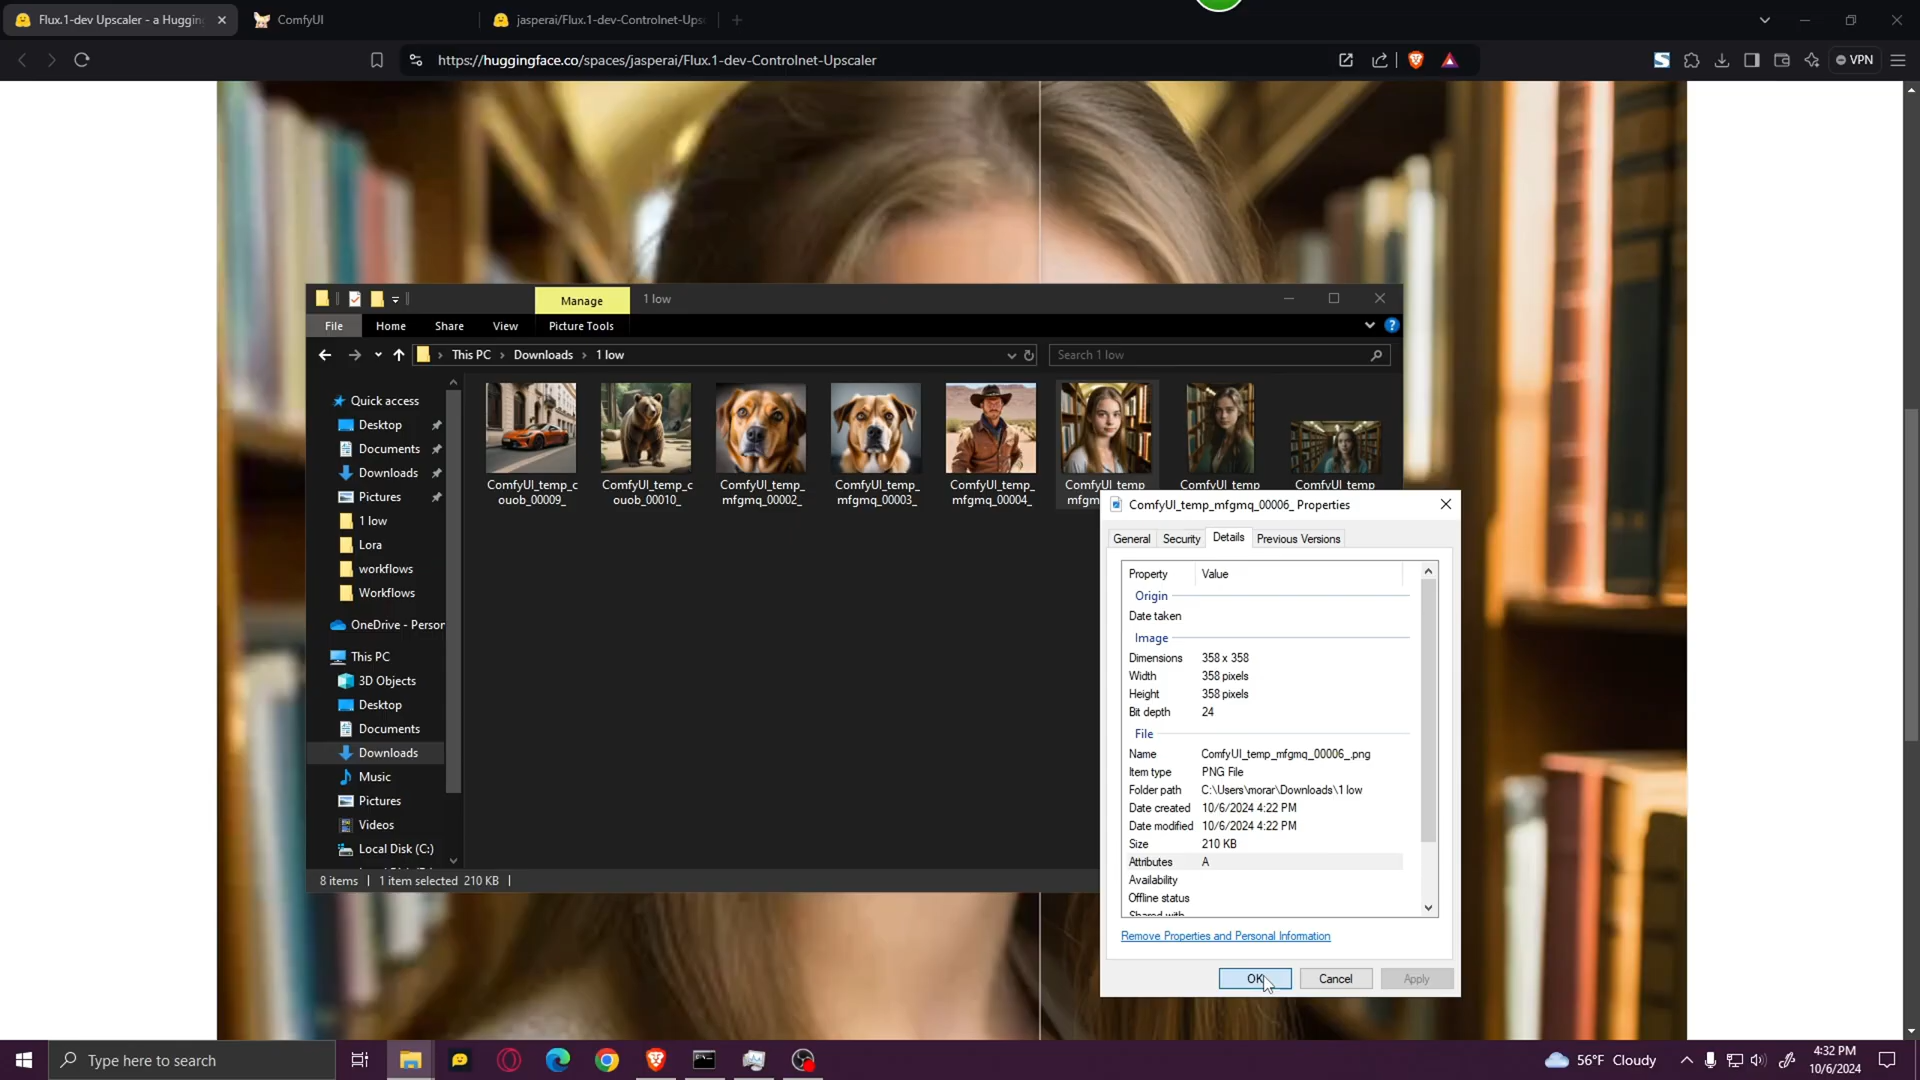 Flux.1-dev Upscaler - a Hugging
ComfyUI
jasperai/Flux.1-dev-Controlnet-Ups
https://huggingface.co/spaces/jasperai/Flux.1-dev-Controlnet-Upscaler
VPN
Manage
1 low
File
Home
Share
View
Picture Tools
This PC
Downloads
1 low
Search 1 low
Quick access
Desktop
Documents
Downloads
Pictures
1 low
Lora
workflows
Workflows
OneDrive - Person
This PC
3D Objects
Desktop
Documents
Downloads
Music
Pictures
Videos
Local Disk (C:)
ComfyUI_temp_c
ouob_00009_
ComfyUI_temp_c
ouob_00010_
ComfyUI_temp_
mfgmq_00002_
ComfyUI_temp_
mfgmq_00003_
ComfyUI_temp_
mfgmq_00004_
ComfyUI_temp
mfgm
ComfyUI_temp
ComfyUI_temp
8 items
1 item selected 210 KB
ComfyUI_temp_mfgmq_00006_ Properties
General
Security
Details
Previous Versions
Property
Value
Origin
Date taken
Image
Dimensions 358 x 358
Width 358 pixels
Height 358 pixels
Bit depth 24
File
Name ComfyUI_temp_mfgmq_00006_.png
Item type PNG File
Folder path C:\Users\morar\Downloads\1 low
Date created 10/6/2024 4:22 PM
Date modified 10/6/2024 4:22 PM
Size 210 KB
Attributes A
Availability
Offline status
Shared with
Remove Properties and Personal Information
OK
Cancel
Apply
Type here to search
56°F Cloudy
4:32 PM
10/6/2024